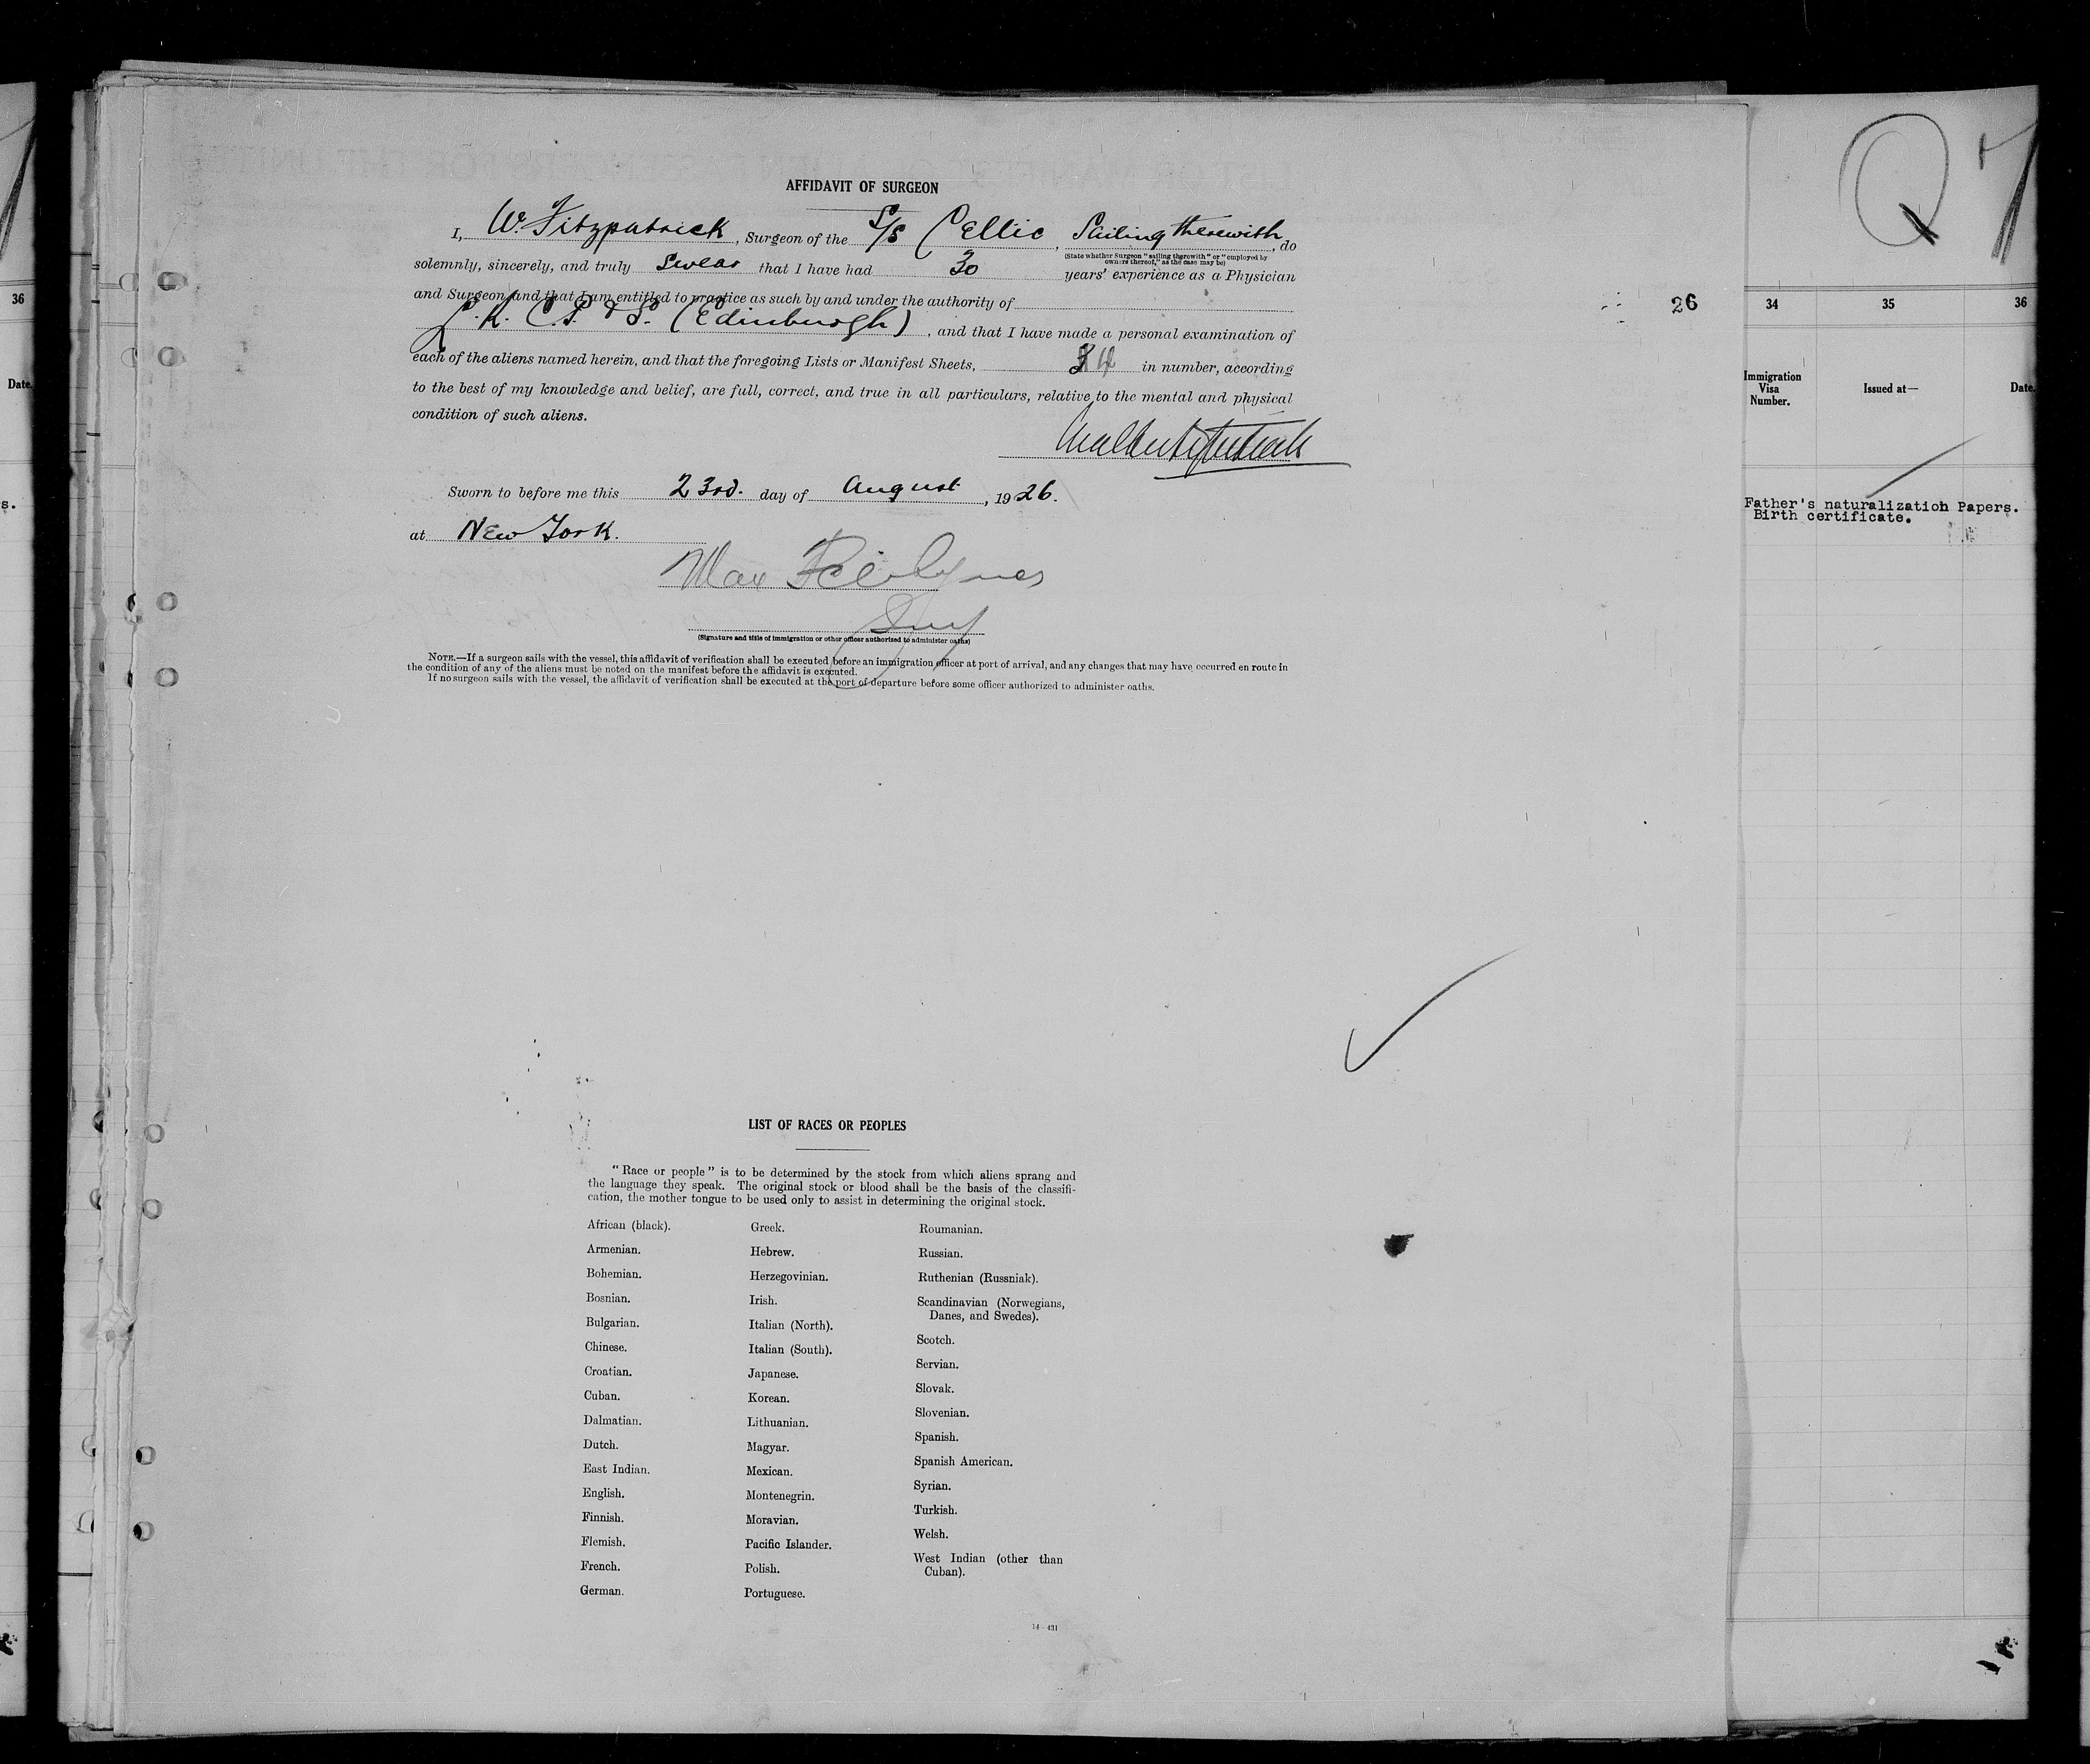 AFFIDAVIT OF SURGEON
I, W. Fitzpatrick, Surgeon of the S/S Celtic, Sailing therewith, do
(State whether Surgeon "sailing therewith" or "employed by
owners thereof," as the case may be)
solemnly, sincerely, and truly swear that I have had 30 years' experience as a Physician
and Surgeon and that I am entitled to practice as such by and under the authority of
L.R.C.P. & S. (Edinburgh), and that I have made a personal examination of
each of the aliens named herein, and that the foregoing Lists or Manifest Sheets, in number, according
to the best of my knowledge and belief, are full, correct, and true in all particulars, relative to the mental and physical
condition of such aliens.
Sworn to before me this 23rd. day of August, 1926.
at New York.
Max
(Signature and title of immigration or other officer authorized to administer oaths)
NOTE.—If a surgeon sails with the vessel, this affidavit of verification shall be executed before an immigration officer at port of arrival, and any changes that may have occurred en route in
the condition of any of the aliens must be noted on the manifest before the affidavit is executed.
If no surgeon sails with the vessel, the affidavit of verification shall be executed at the port of departure before some officer authorized to administer oaths.
LIST OF RACES OR PEOPLES
"Race or people" is to be determined by the stock from which aliens sprang and
the language they speak. The original stock or blood shall be the basis of the classifi-
cation, the mother tongue to be used only to assist in determining the original stock.
African (black).
Armenian.
Bohemian.
Bosnian.
Bulgarian.
Chinese.
Croatian.
Cuban.
Dalmatian.
Dutch.
East Indian.
English.
Finnish.
Flemish.
French.
German.
Greek.
Hebrew.
Herzegovinian.
Irish.
Italian (North).
Italian (South).
Japanese.
Korean.
Lithuanian.
Magyar.
Mexican.
Montenegrin.
Moravian.
Pacific Islander.
Polish.
Portuguese.
Roumanian.
Russian.
Ruthenian (Russniak).
Scandinavian (Norwegians,
Danes, and Swedes).
Scotch.
Servian.
Slovak.
Slovenian.
Spanish.
Spanish American.
Syrian.
Turkish.
Welsh.
West Indian (other than
Cuban).
14—431
26
36
Date.
s.
Q
34
35
36
Immigration
Visa
Number.
Issued at—
Date.
Father's naturalization Papers.
Birth certificate.